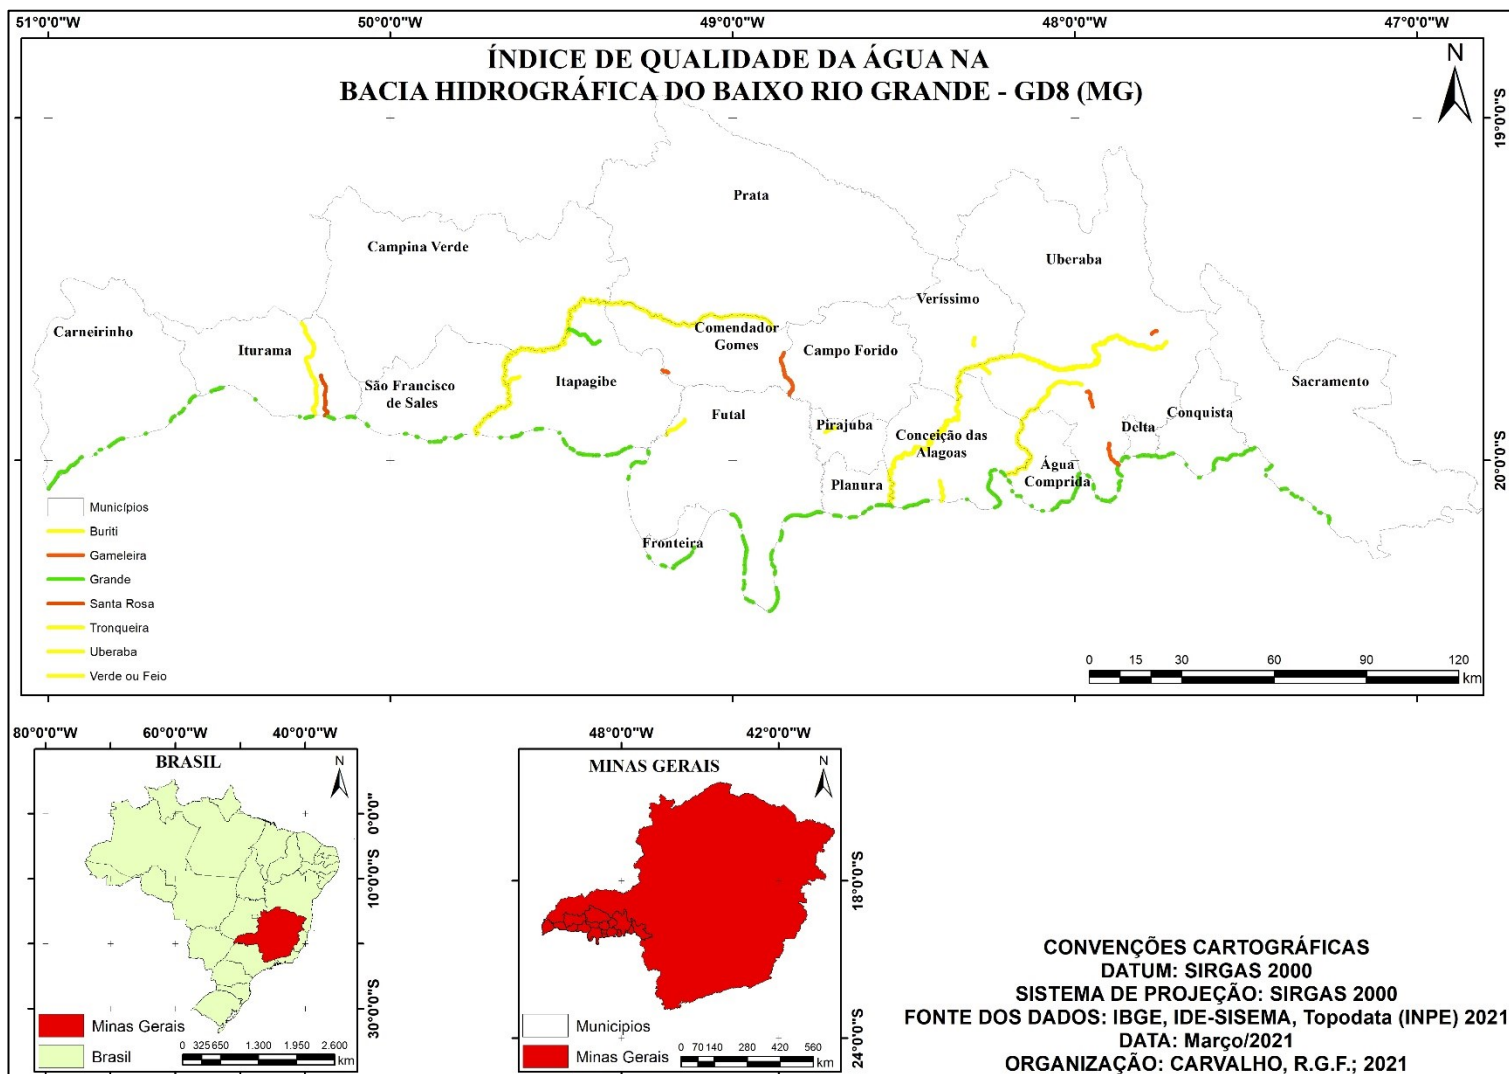 51°0'0"W
50°0'0"W
49°0'0"W
48°0'0"W
47°0'0"W
ÍNDICE DE QUALIDADE DA ÁGUA NA
BACIA HIDROGRÁFICA DO BAIXO RIO GRANDE - GD8 (MG)
N
19°0'0"S
20°0'0"S
Prata
Campina Verde
Uberaba
Veríssimo
Carneirinho
Iturama
Comendador
Gomes
Campo Forido
São Francisco
de Sales
Itapagibe
Sacramento
Futal
Pirajuba
Conceição das
Alagoas
Delta
Conquista
Planura
Água
Comprida
Fronteira
Municípios
Buriti
Gameleira
Grande
Santa Rosa
Tronqueira
Uberaba
Verde ou Feio
0 15 30 60 90 120
km
80°0'0"W
60°0'0"W
40°0'0"W
BRASIL
N
0°0'0"
10°0'0"S
30°0'0"S
Minas Gerais
Brasil
0 325 650 1.300 1.950 2.600
km
48°0'0"W
42°0'0"W
MINAS GERAIS
N
18°0'0"S
24°0'0"S
Municipios
Minas Gerais
0 70 140 280 420 560
km
CONVENÇÕES CARTOGRÁFICAS
DATUM: SIRGAS 2000
SISTEMA DE PROJEÇÃO: SIRGAS 2000
FONTE DOS DADOS: IBGE, IDE-SISEMA, Topodata (INPE) 2021
DATA: Março/2021
ORGANIZAÇÃO: CARVALHO, R.G.F.; 2021